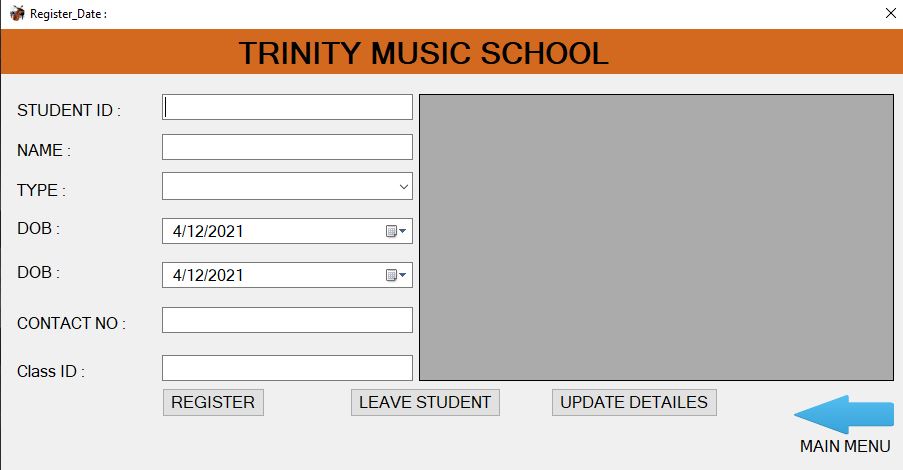 Register_Date :
TRINITY MUSIC SCHOOL
STUDENT ID :
NAME :
TYPE :
DOB :
4/12/2021
DOB :
4/12/2021
CONTACT NO :
Class ID :
REGISTER
LEAVE STUDENT
UPDATE DETAILES
MAIN MENU